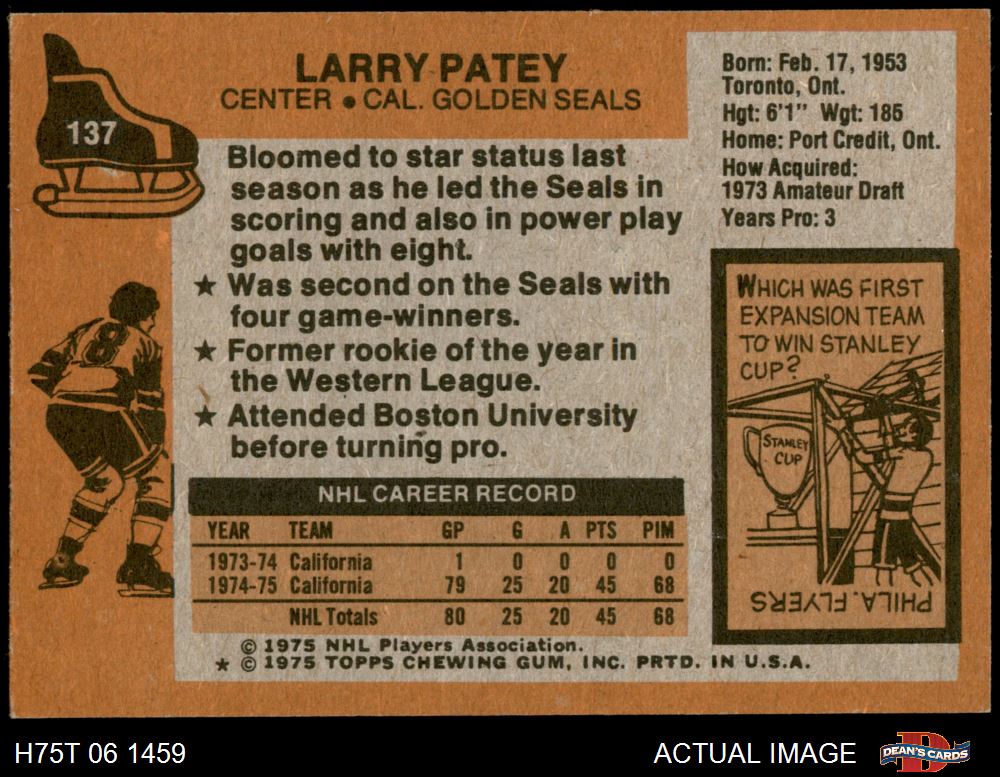 LARRY PATEY
CENTER • CAL. GOLDEN SEALS
137
Bloomed to star status last
season as he led the Seals in
scoring and also in power play
goals with eight.
★ Was second on the Seals with
four game-winners.
★ Former rookie of the year in
the Western League.
★ Attended Boston University
before turning pro.
Born: Feb. 17, 1953
Toronto, Ont.
Hgt: 6'1" Wgt: 185
Home: Port Credit, Ont.
How Acquired:
1973 Amateur Draft
Years Pro: 3
8
WHICH WAS FIRST
EXPANSION TEAM
TO WIN STANLEY
CUP?
STANLEY
CUP
PHILA. FLYERS
NHL CAREER RECORD
YEAR TEAM GP G A PTS PIM
1973-74 California 1 0 0 0 0
1974-75 California 79 25 20 45 68
NHL Totals 80 25 20 45 68
© 1975 NHL Players Association.
★ © 1975 TOPPS CHEWING GUM, INC. PRTD. IN U.S.A.
H75T 06 1459
ACTUAL IMAGE
D
DEAN'S CARDS